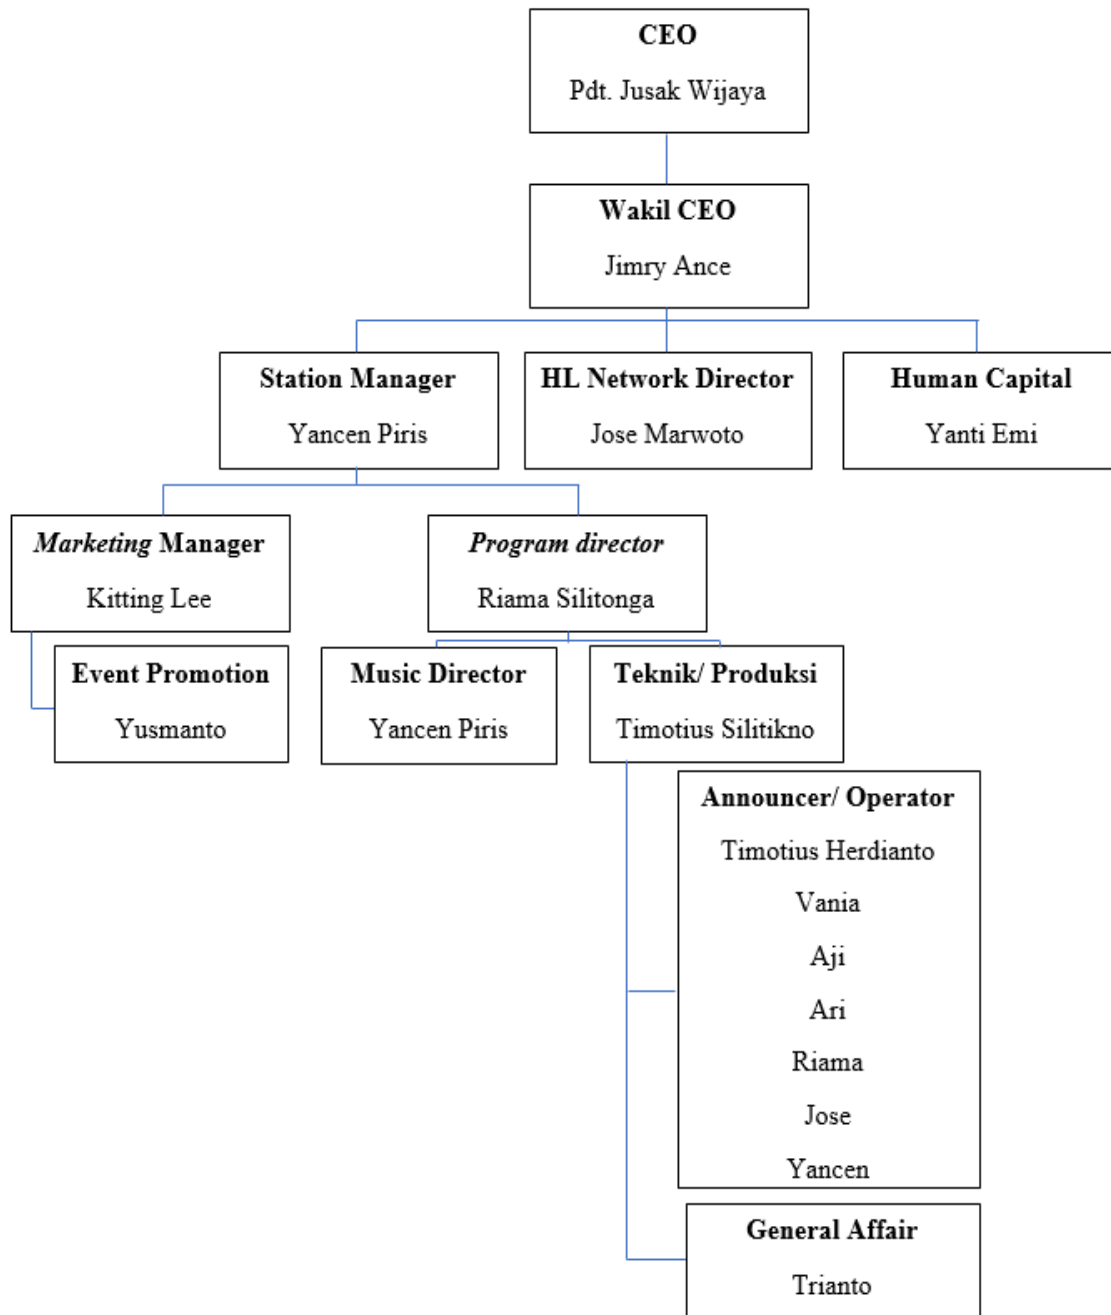 CEO
Pdt. Jusak Wijaya
Wakil CEO
Jimry Ance
Station Manager
Yancen Piris
HL Network Director
Jose Marwoto
Human Capital
Yanti Emi
Marketing Manager
Kitting Lee
Program director
Riama Silitonga
Event Promotion
Yusmanto
Music Director
Yancen Piris
Teknik/ Produksi
Timotius Silitikno
Announcer/ Operator
Timotius Herdianto
Vania
Aji
Ari
Riama
Jose
Yancen
General Affair
Trianto